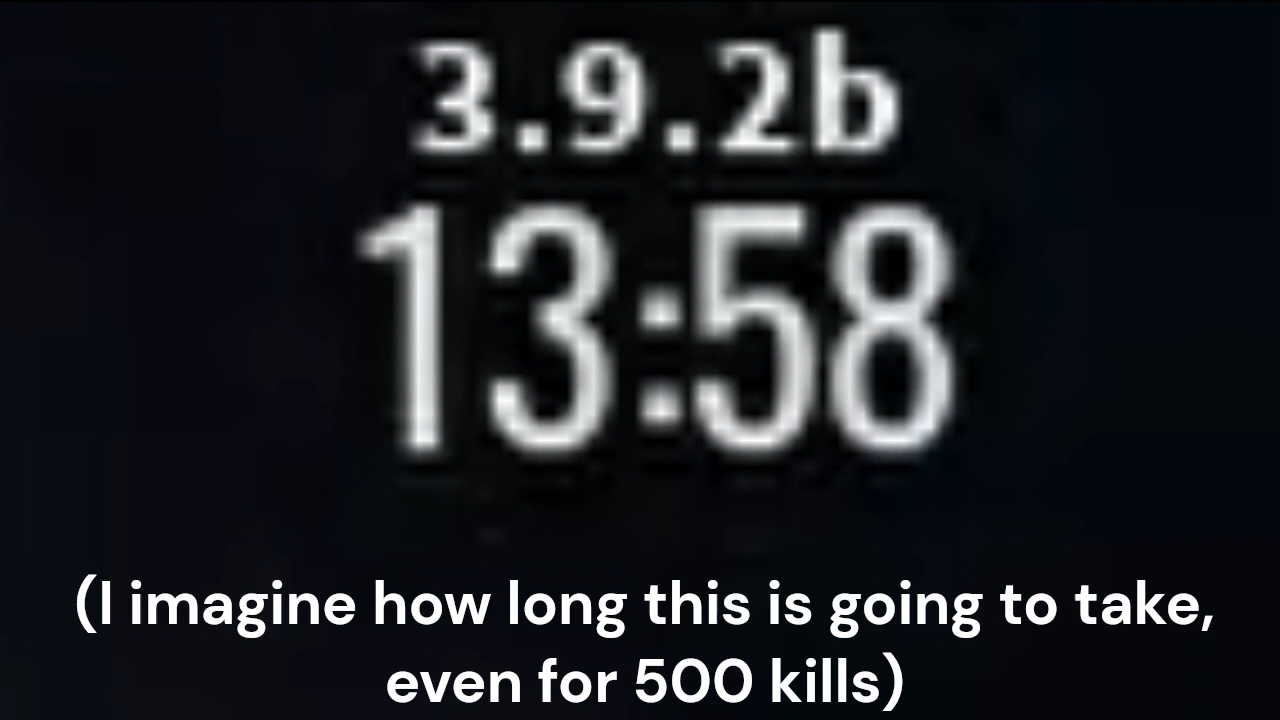 3.9.2b
13:58
(I imagine how long this is going to take,
even for 500 kills)